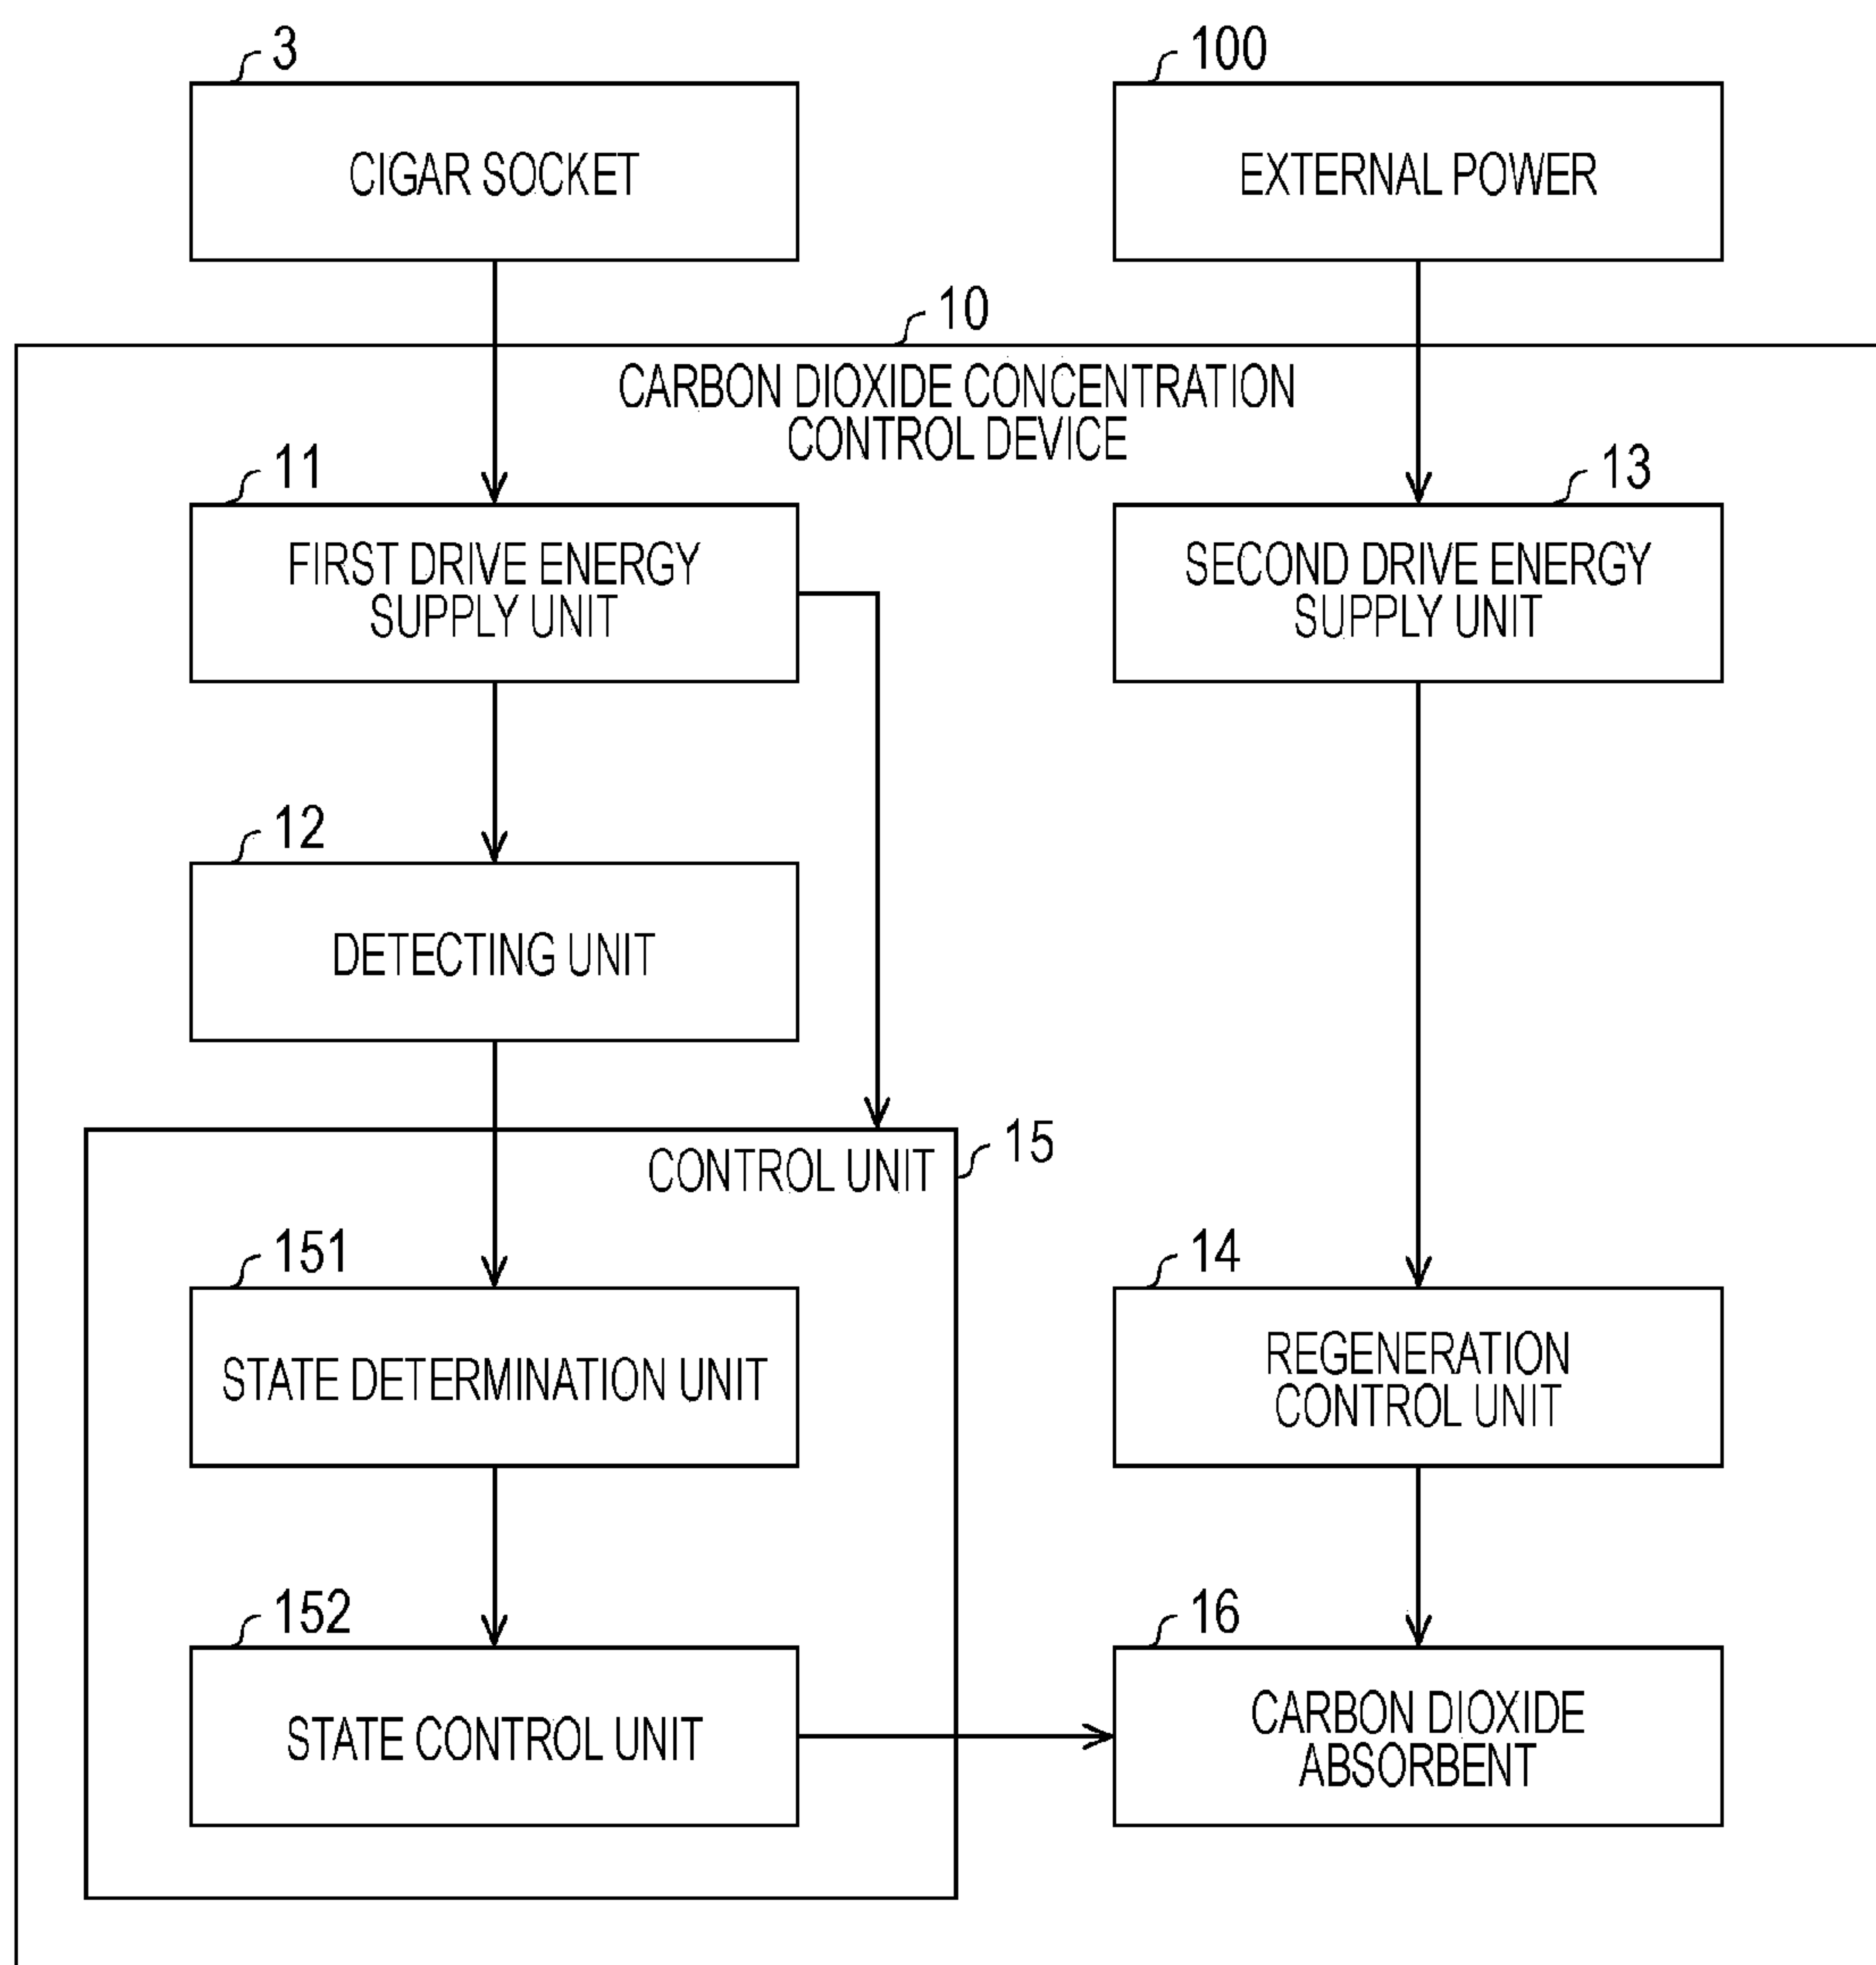 3
100
CIGAR SOCKET
EXTERNAL POWER
10
CARBON DIOXIDE CONCENTRATION
CONTROL DEVICE
11
13
FIRST DRIVE ENERGY
SUPPLY UNIT
SECOND DRIVE ENERGY
SUPPLY UNIT
12
DETECTING UNIT
15
CONTROL UNIT
151
14
STATE DETERMINATION UNIT
REGENERATION
CONTROL UNIT
152
16
STATE CONTROL UNIT
CARBON DIOXIDE
ABSORBENT